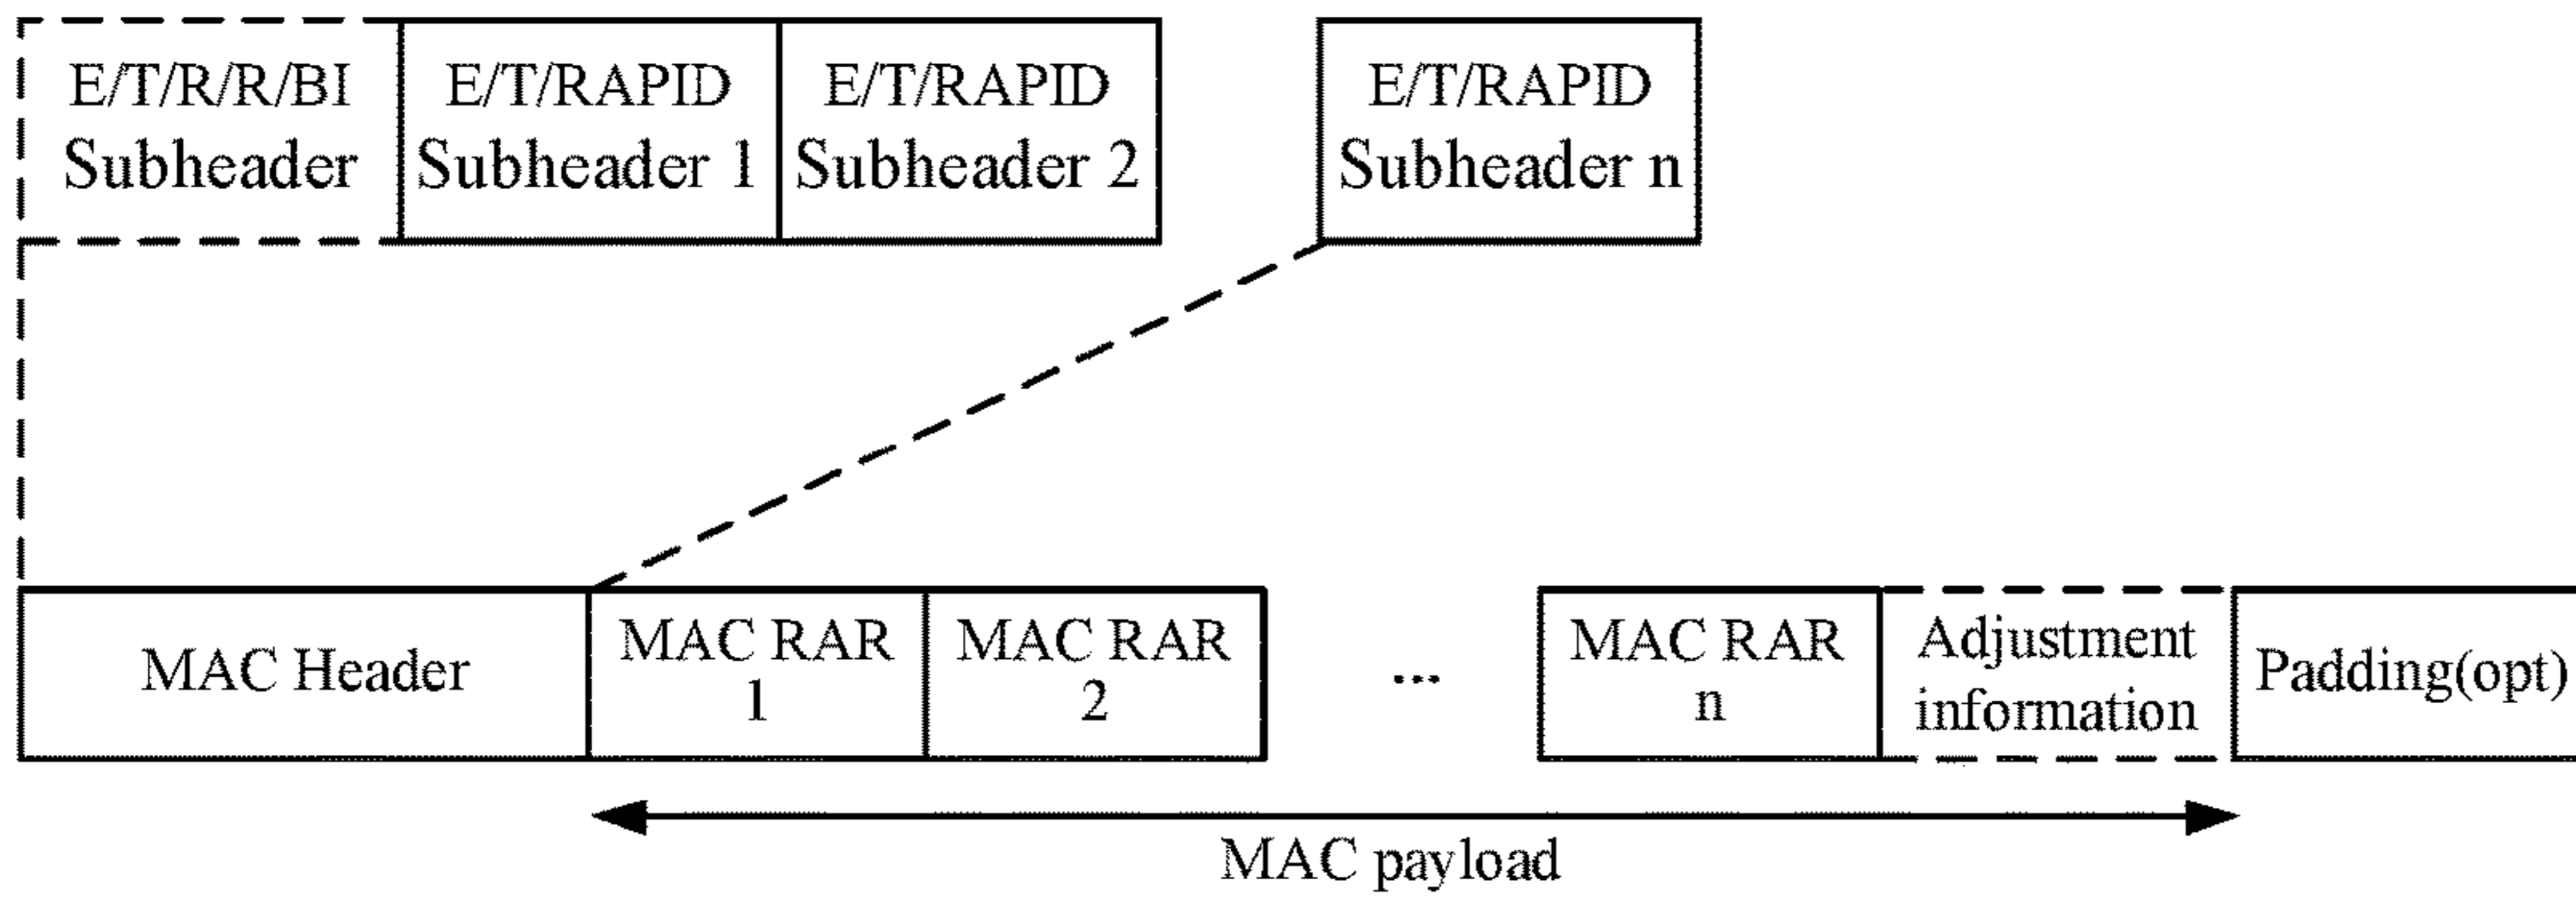 E/T/R/R/BI
Subheader
E/T/RAPID
Subheader 1
E/T/RAPID
Subheader 2
E/T/RAPID
Subheader n
MAC Header
MAC RAR
1
MAC RAR
2
...
MAC RAR
n
Adjustment
information
Padding(opt)
MAC payload